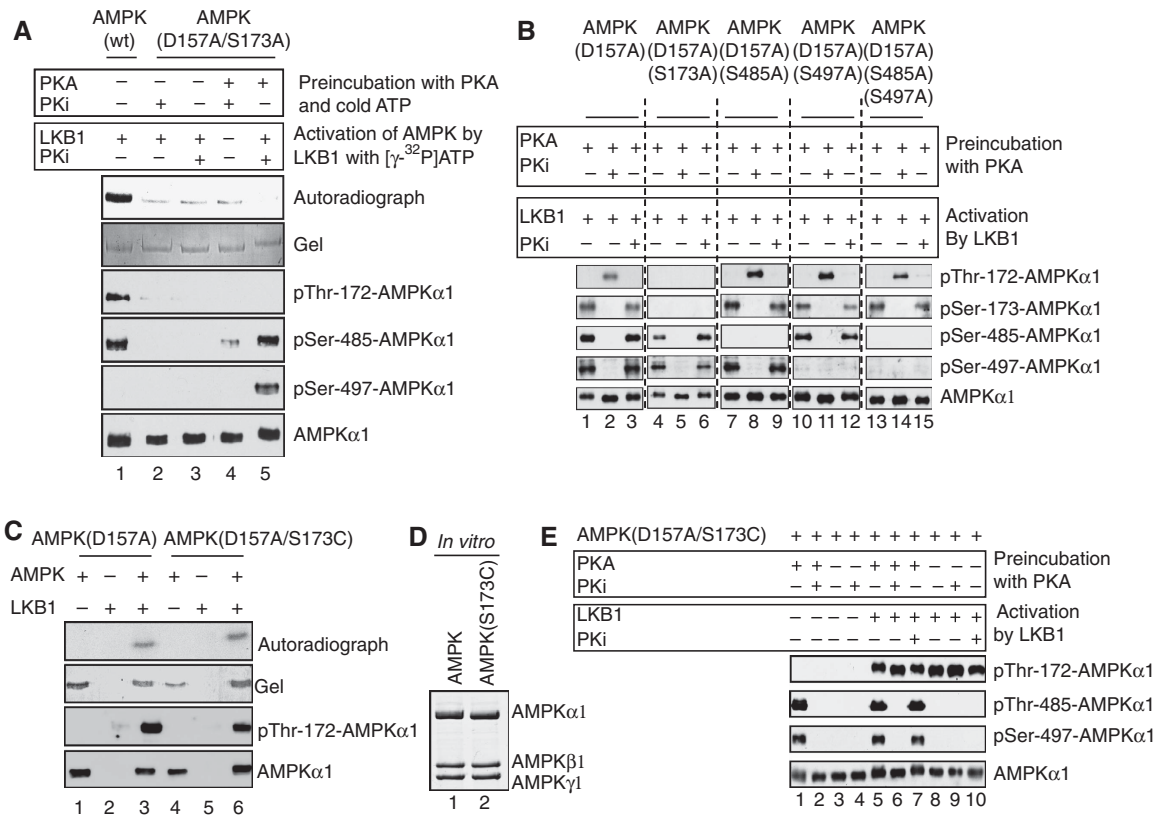 A
AMPK (wt)
AMPK (D157A/S173A)
PKA – – – + + Preincubation with PKA
PKi – + – + – and cold ATP
LKB1 + + + – + Activation of AMPK by
PKi – – + – + LKB1 with [γ-32P]ATP
Autoradiograph
Gel
pThr-172-AMPKα1
pSer-485-AMPKα1
pSer-497-AMPKα1
AMPKα1
1 2 3 4 5
B
AMPK AMPK AMPK AMPK AMPK
(D157A) (D157A) (D157A) (D157A) (D157A)
(S173A) (S485A) (S497A) (S485A)
(S497A)
PKA + + + + + + + + + + + + + + + Preincubation
PKi – + – – + – – + – – + – – + – with PKA
LKB1 + + + + + + + + + + + + + + + Activation
PKi – – + – – + – – + – – + – – + By LKB1
pThr-172-AMPKα1
pSer-173-AMPKα1
pSer-485-AMPKα1
pSer-497-AMPKα1
AMPKα1
1 2 3 4 5 6 7 8 9 10 11 12 13 14 15
C
AMPK(D157A) AMPK(D157A/S173C)
AMPK + – + + – +
LKB1 – + + – + +
Autoradiograph
Gel
pThr-172-AMPKα1
AMPKα1
1 2 3 4 5 6
D
In vitro
AMPK
AMPK(S173C)
AMPKα1
AMPKβ1
AMPKγ1
1 2
E
AMPK(D157A/S173C) + + + + + + + + + +
PKA + + – – + + + – – – Preincubation
PKi – + – – – + – – + – with PKA
LKB1 – – – – + + + + + + Activation
PKi – – – – – – + – – + by LKB1
pThr-172-AMPKα1
pThr-485-AMPKα1
pSer-497-AMPKα1
AMPKα1
1 2 3 4 5 6 7 8 9 10